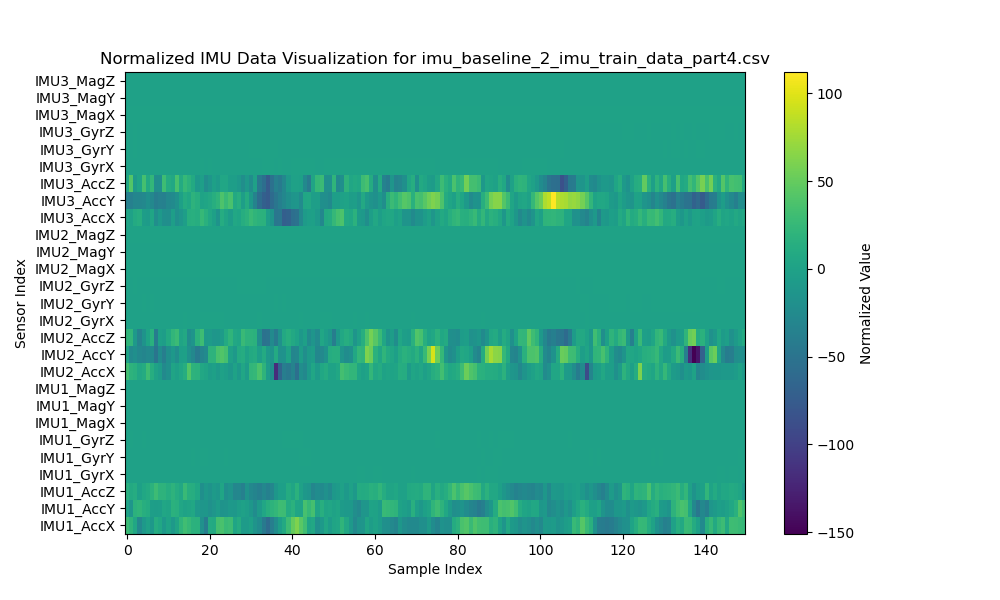 Normalized IMU Data Visualization for imu_baseline_2_imu_train_data_part4.csv
Sensor Index
IMU3_MagZ
IMU3_MagY
IMU3_MagX
IMU3_GyrZ
IMU3_GyrY
IMU3_GyrX
IMU3_AccZ
IMU3_AccY
IMU3_AccX
IMU2_MagZ
IMU2_MagY
IMU2_MagX
IMU2_GyrZ
IMU2_GyrY
IMU2_GyrX
IMU2_AccZ
IMU2_AccY
IMU2_AccX
IMU1_MagZ
IMU1_MagY
IMU1_MagX
IMU1_GyrZ
IMU1_GyrY
IMU1_GyrX
IMU1_AccZ
IMU1_AccY
IMU1_AccX
0 20 40 60 80 100 120 140
Sample Index
100
50
0
−50
−100
−150
Normalized Value